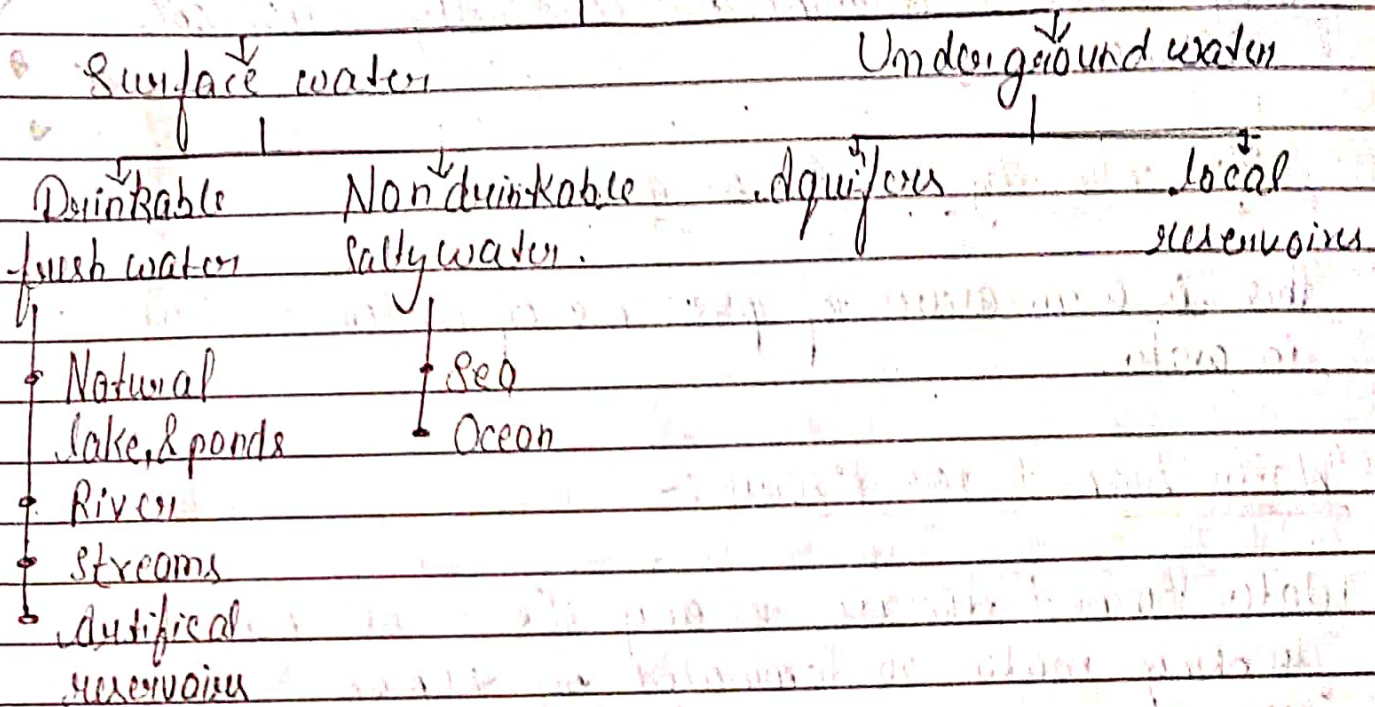 Surface water
Underground water
Drinkable
fresh water
Non drinkable
Salty water.
Aquifers
local
reservoirs
Natural
lake, & ponds
River
Streams
Artifical
reservoirs
Sea
Ocean